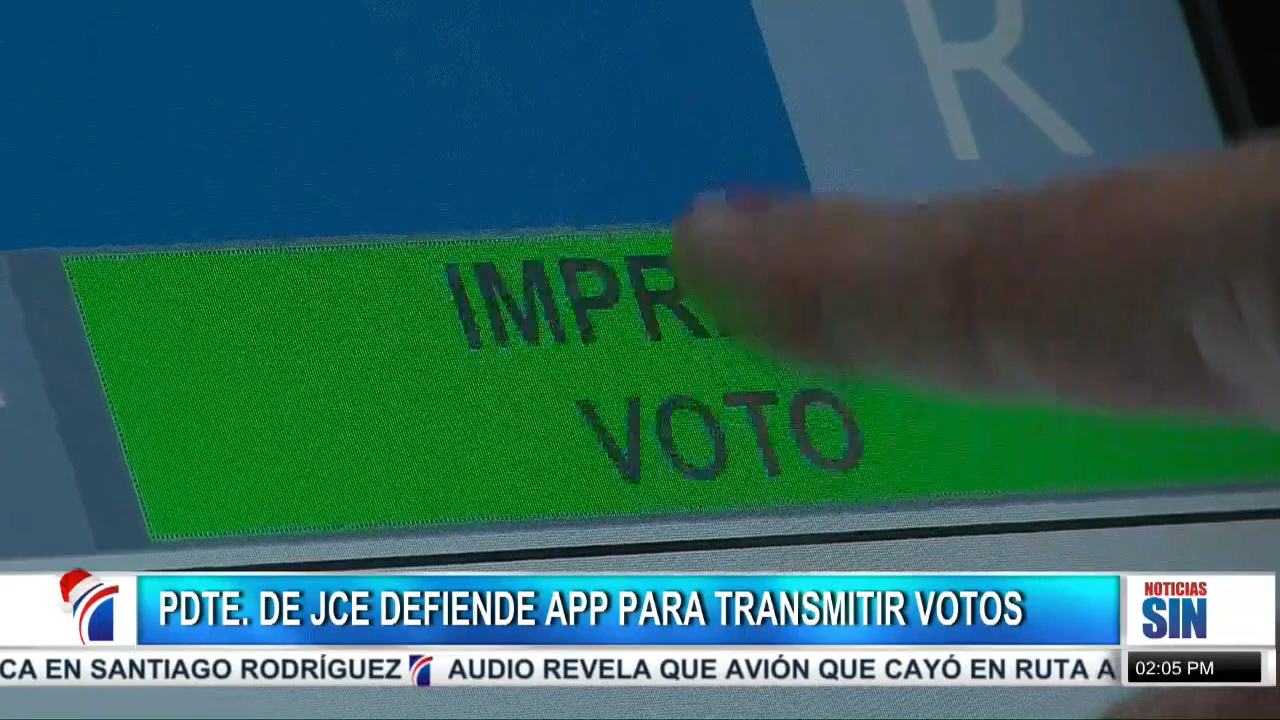 R
IMPR
VOTO
PDTE. DE JCE DEFIENDE APP PARA TRANSMITIR VOTOS
NOTICIAS
SIN
CA EN SANTIAGO RODRÍGUEZ AUDIO REVELA QUE AVIÓN QUE CAYÓ EN RUTA A
02:05 PM